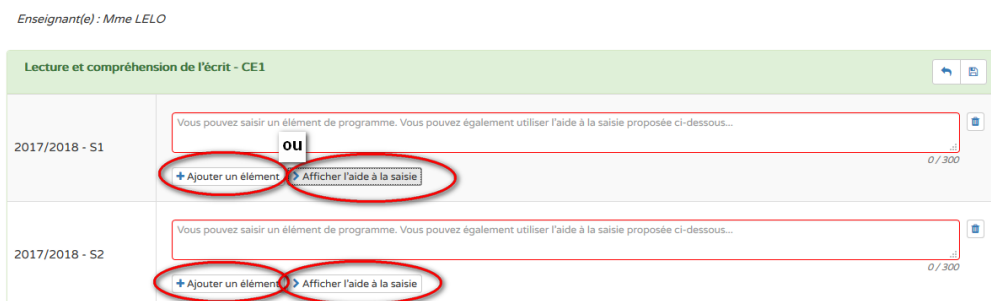 Enseignant(e) : Mme LELO
Lecture et compréhension de l'écrit - CE1
Vous pouvez saisir un élément de programme. Vous pouvez également utiliser l'aide à la saisie proposée ci-dessous...
ou
2017/2018 - S1
0 / 300
+ Ajouter un élément
> Afficher l'aide à la saisie
Vous pouvez saisir un élément de programme. Vous pouvez également utiliser l'aide à la saisie proposée ci-dessous...
2017/2018 - S2
0 / 300
+ Ajouter un élément
> Afficher l'aide à la saisie